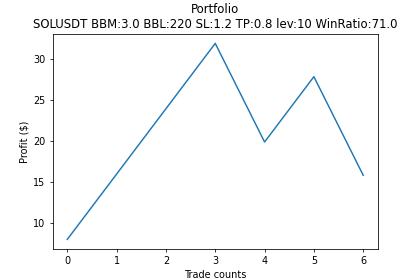 Portfolio
SOLUSDT BBM:3.0 BBL:220 SL:1.2 TP:0.8 lev:10 WinRatio:71.0
30
25
20
15
10
Profit ($)
0 1 2 3 4 5 6
Trade counts